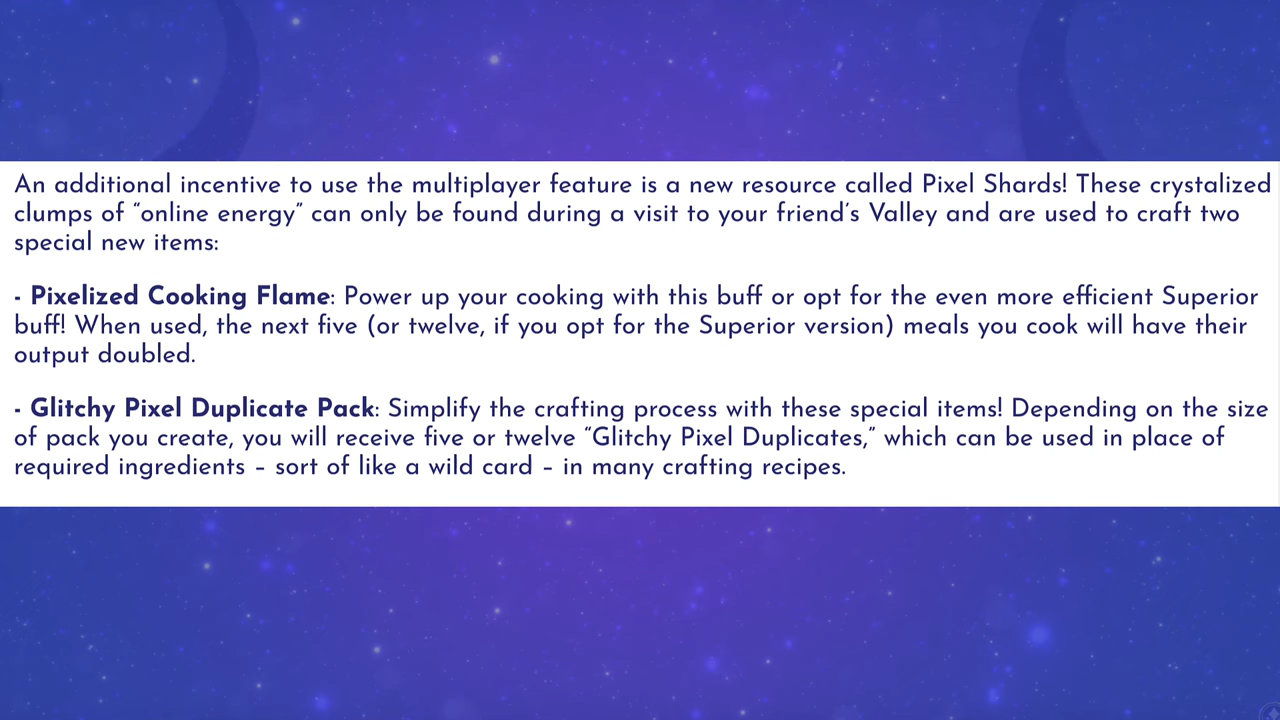 An additional incentive to use the multiplayer feature is a new resource called Pixel Shards! These crystalized
clumps of “online energy” can only be found during a visit to your friend’s Valley and are used to craft two
special new items:
- Pixelized Cooking Flame: Power up your cooking with this buff or opt for the even more efficient Superior
buff! When used, the next five (or twelve, if you opt for the Superior version) meals you cook will have their
output doubled.
- Glitchy Pixel Duplicate Pack: Simplify the crafting process with these special items! Depending on the size
of pack you create, you will receive five or twelve “Glitchy Pixel Duplicates,” which can be used in place of
required ingredients – sort of like a wild card – in many crafting recipes.